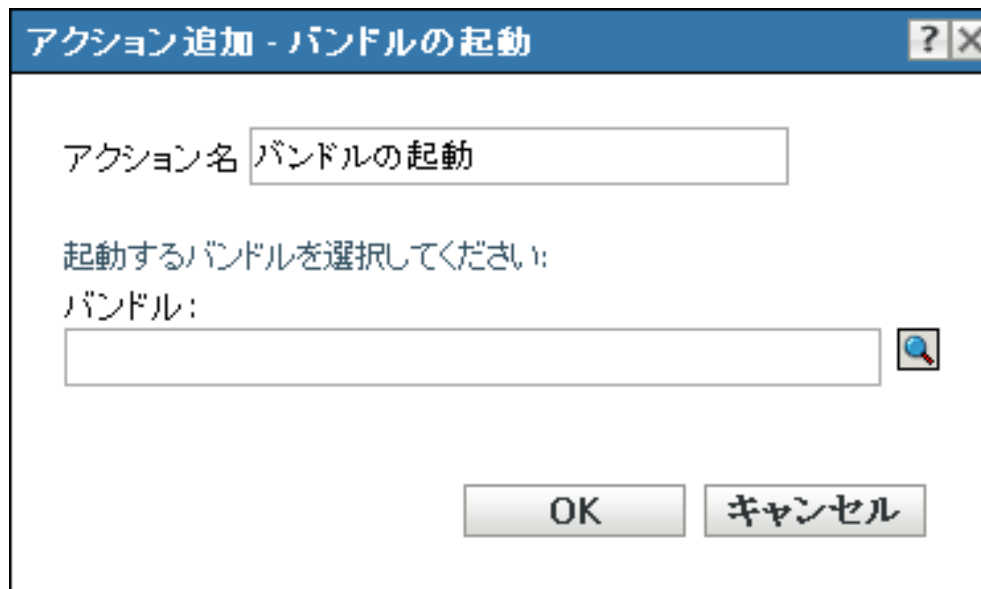 アクション追加 - バンドルの起動
アクション名 バンドルの起動
起動するバンドルを選択してください:
バンドル:
OK キャンセル